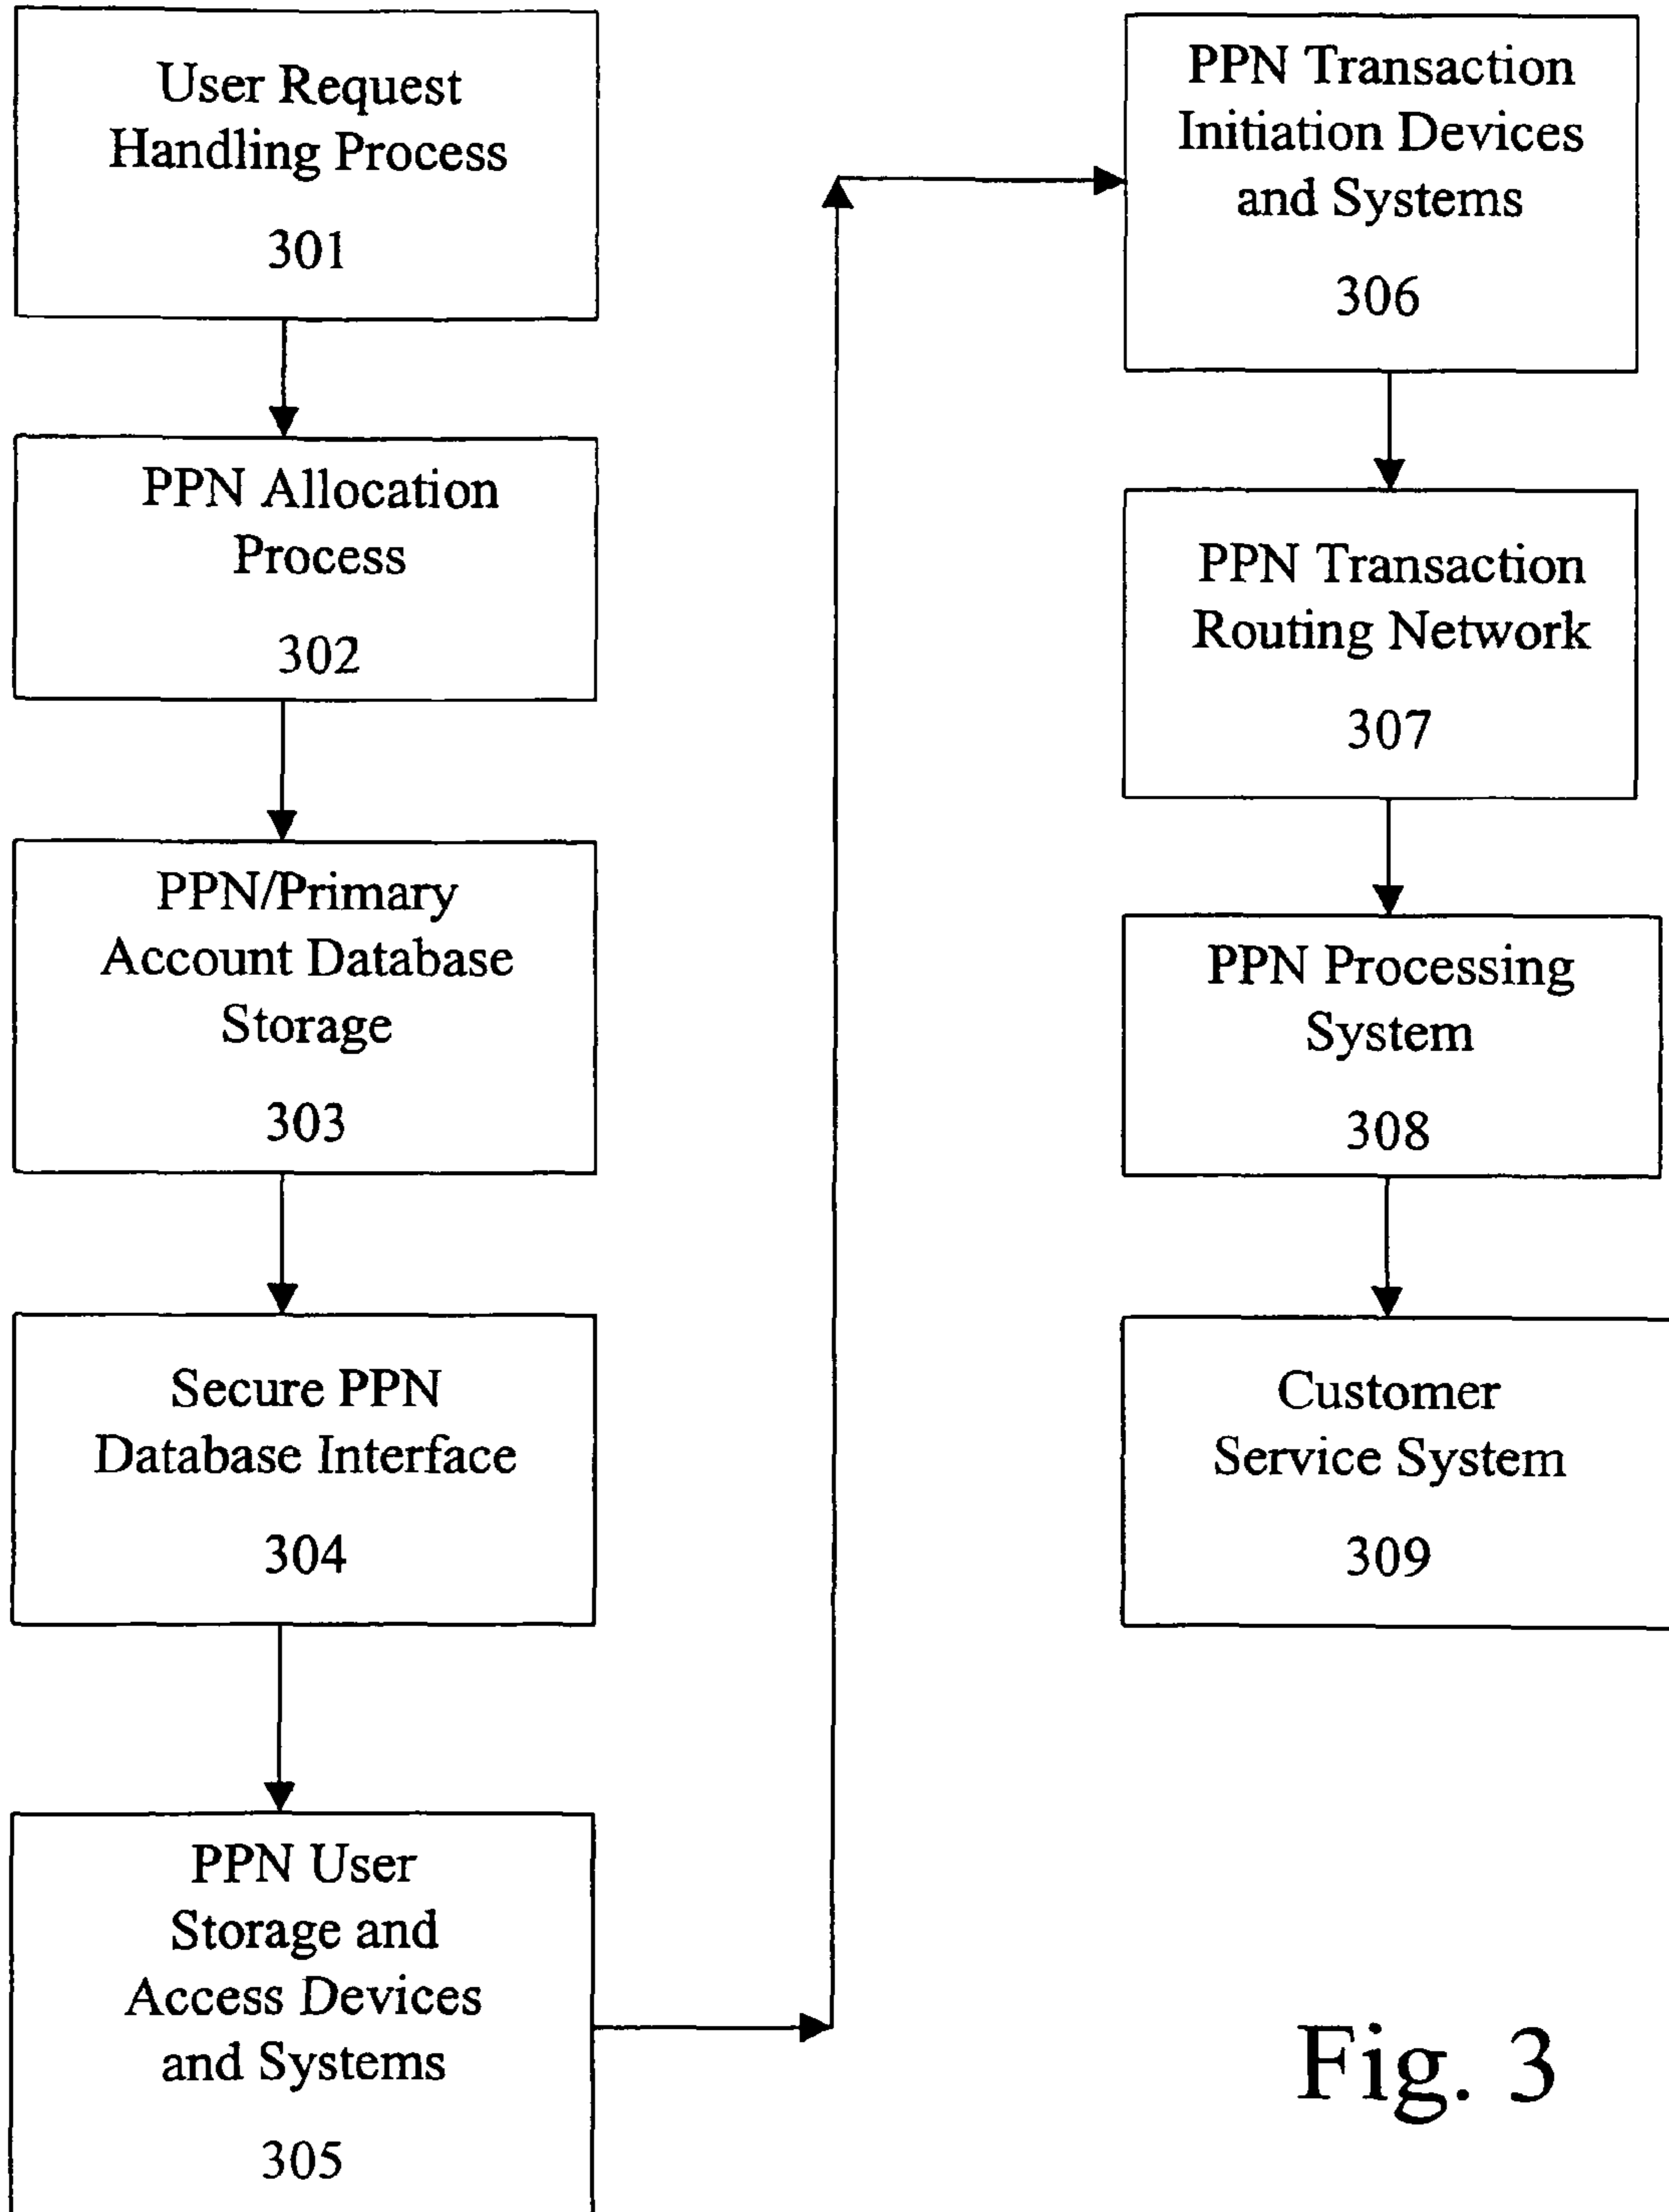 User Request
Handling Process
301
PPN Allocation
Process
302
PPN/Primary
Account Database
Storage
303
Secure PPN
Database Interface
304
PPN User
Storage and
Access Devices
and Systems
305
PPN Transaction
Initiation Devices
and Systems
306
PPN Transaction
Routing Network
307
PPN Processing
System
308
Customer
Service System
309
Fig. 3